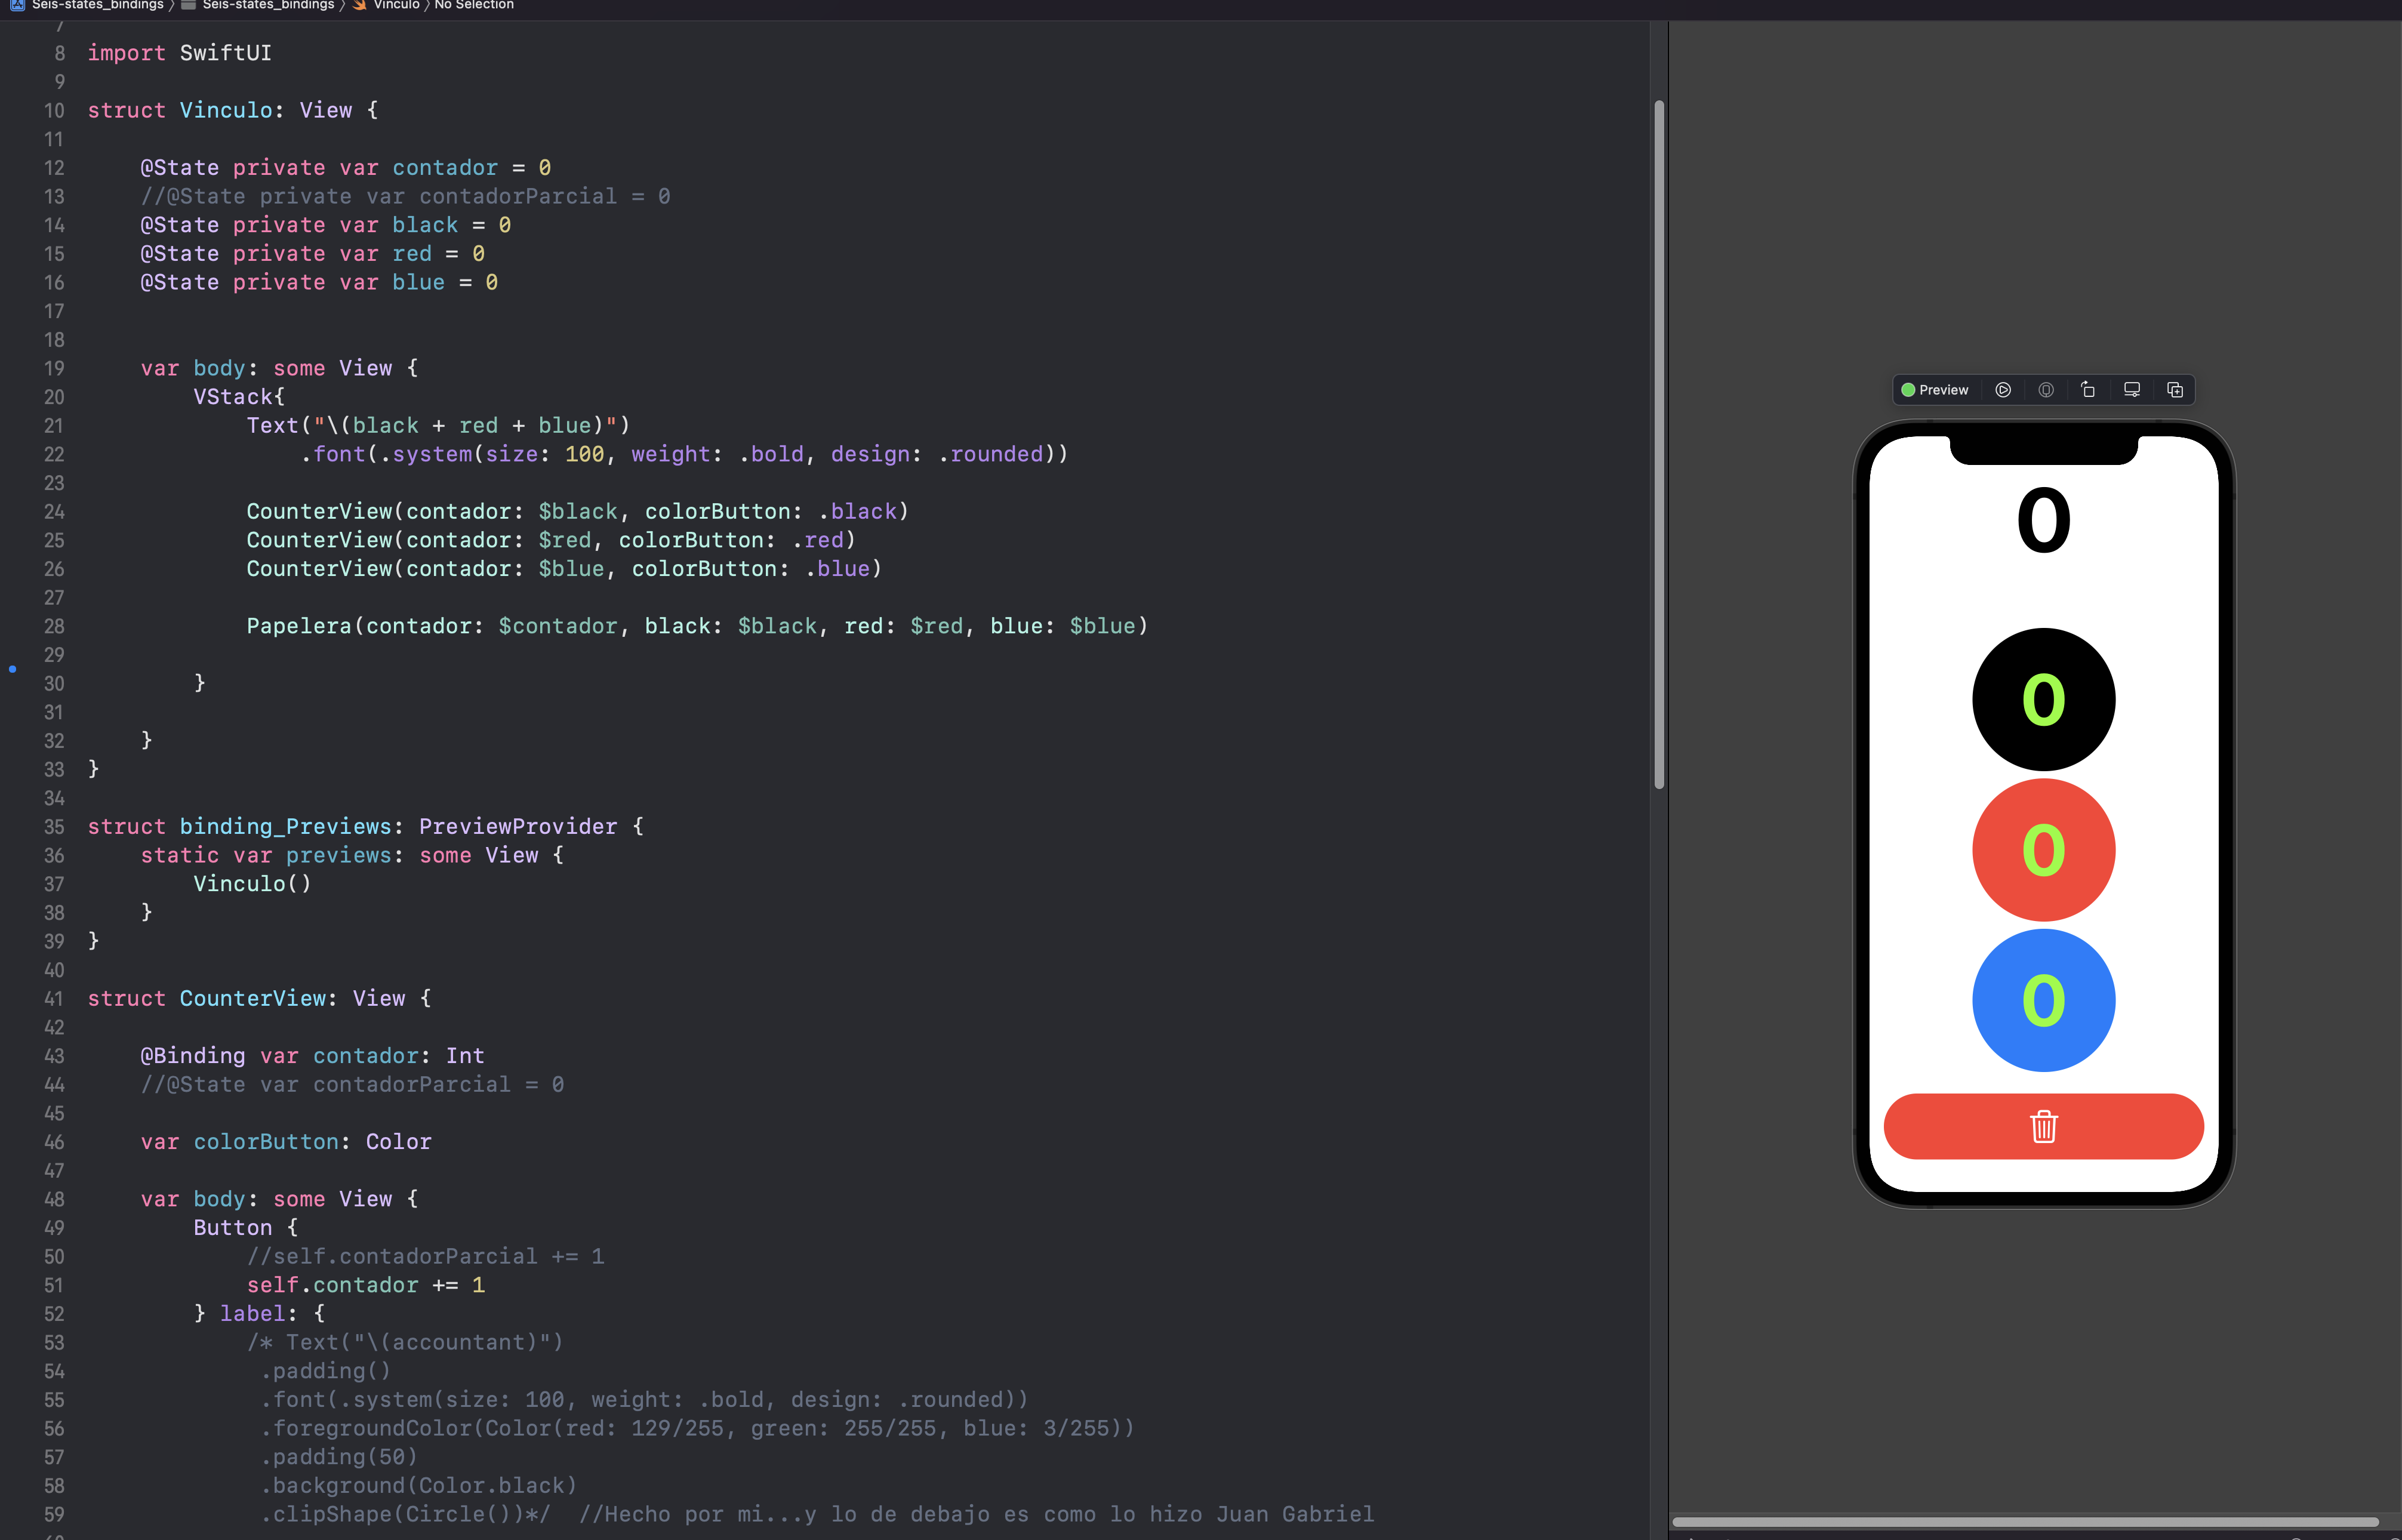 Seis-states_bindings 〉 Seis-states_bindings 〉 Vinculo 〉 No Selection
7
8 import SwiftUI
9
10 struct Vinculo: View {
11
12     @State private var contador = 0
13     //@State private var contadorParcial = 0
14     @State private var black = 0
15     @State private var red = 0
16     @State private var blue = 0
17
18
19     var body: some View {
20         VStack{
21             Text("\(black + red + blue)")
22                 .font(.system(size: 100, weight: .bold, design: .rounded))
23
24             CounterView(contador: $black, colorButton: .black)
25             CounterView(contador: $red, colorButton: .red)
26             CounterView(contador: $blue, colorButton: .blue)
27
28             Papelera(contador: $contador, black: $black, red: $red, blue: $blue)
29
30         }
31
32     }
33 }
34
35 struct binding_Previews: PreviewProvider {
36     static var previews: some View {
37         Vinculo()
38     }
39 }
40
41 struct CounterView: View {
42
43     @Binding var contador: Int
44     //@State var contadorParcial = 0
45
46     var colorButton: Color
47
48     var body: some View {
49         Button {
50             //self.contadorParcial += 1
51             self.contador += 1
52         } label: {
53             /* Text("\(accountant)")
54              .padding()
55              .font(.system(size: 100, weight: .bold, design: .rounded))
56              .foregroundColor(Color(red: 129/255, green: 255/255, blue: 3/255))
57              .padding(50)
58              .background(Color.black)
59              .clipShape(Circle())*/  //Hecho por mi...y lo de debajo es como lo hizo Juan Gabriel
Preview
0
0
0
0